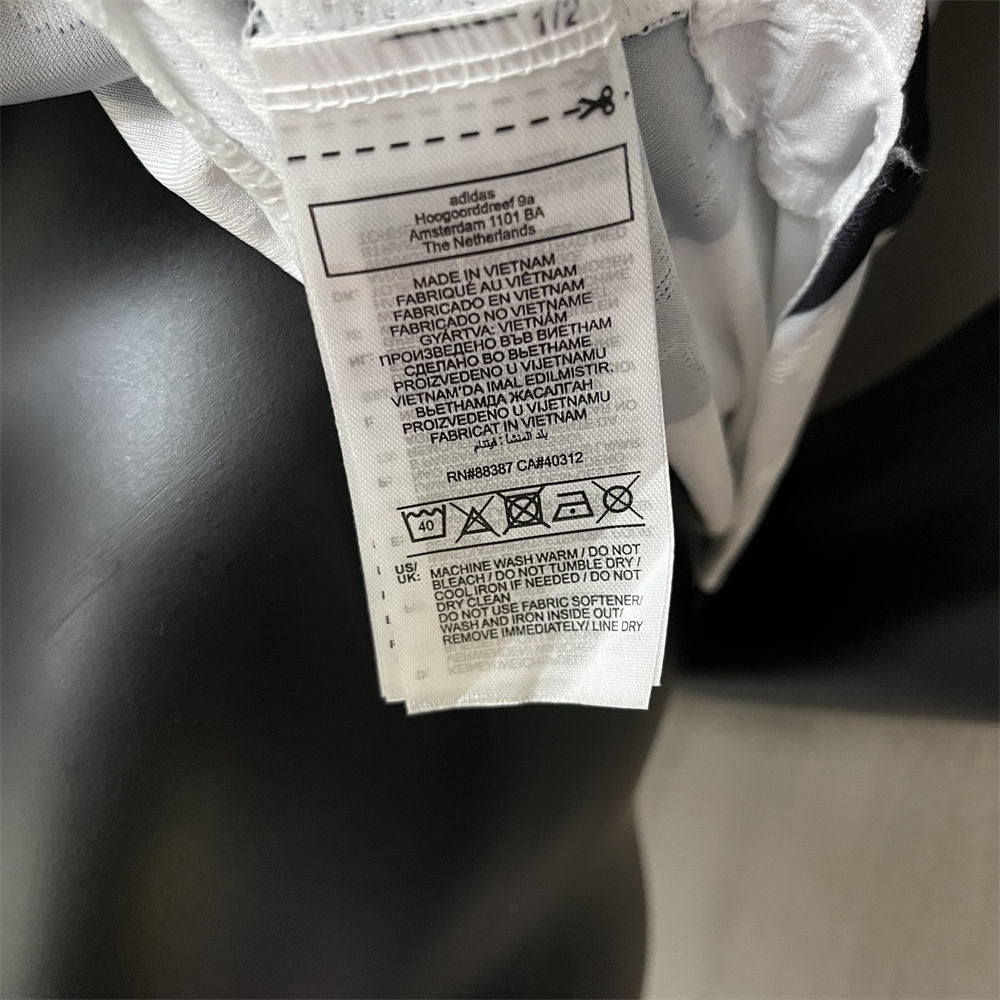 1/2
adidas
Hoogoorddreef 9a
Amsterdam 1101 BA
The Netherlands
MADE IN VIETNAM
FABRIQUÉ AU VIÊTNAM
FABRICADO EN VIETNAM
FABRICADO NO VIETNAME
GYÁRTVA: VIETNÁM
ПРОИЗВЕДЕНО ВЪВ ВИЕТНАМ
СДЕЛАНО ВО ВЬЕТНАМЕ
PROIZVEDENO U VIJETNAMU
VIETNAM'DA IMAL EDILMISTIR.
ВЬЕТНАМДА ЖАСАЛГАН
PROIZVEDENO U VIJETNAMU
FABRICAT IN VIETNAM
بلد المنشأ : فيتنام
RN#88387 CA#40312
40
US/ UK: MACHINE WASH WARM / DO NOT
BLEACH / DO NOT TUMBLE DRY /
COOL IRON IF NEEDED / DO NOT
DRY CLEAN
DO NOT USE FABRIC SOFTENER/
WASH AND IRON INSIDE OUT/
REMOVE IMMEDIATELY/ LINE DRY